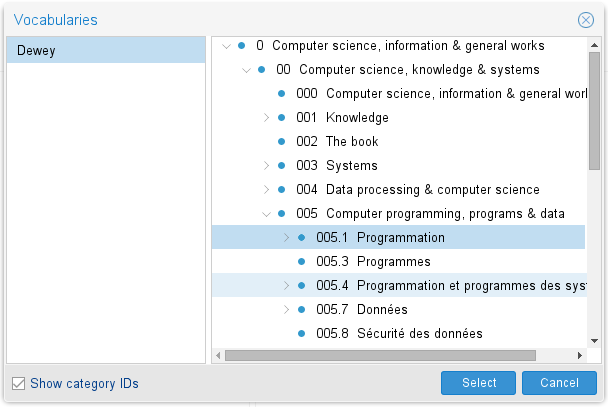 Vocabularies
Dewey
0 Computer science, information & general works
00 Computer science, knowledge & systems
000 Computer science, information & general
001 Knowledge
002 The book
003 Systems
004 Data processing & computer science
005 Computer programming, programs & data
005.1 Programmation
005.3 Programmes
005.4 Programmation et programmes des
005.7 Données
005.8 Sécurité des données
Show category IDs
Select
Cancel